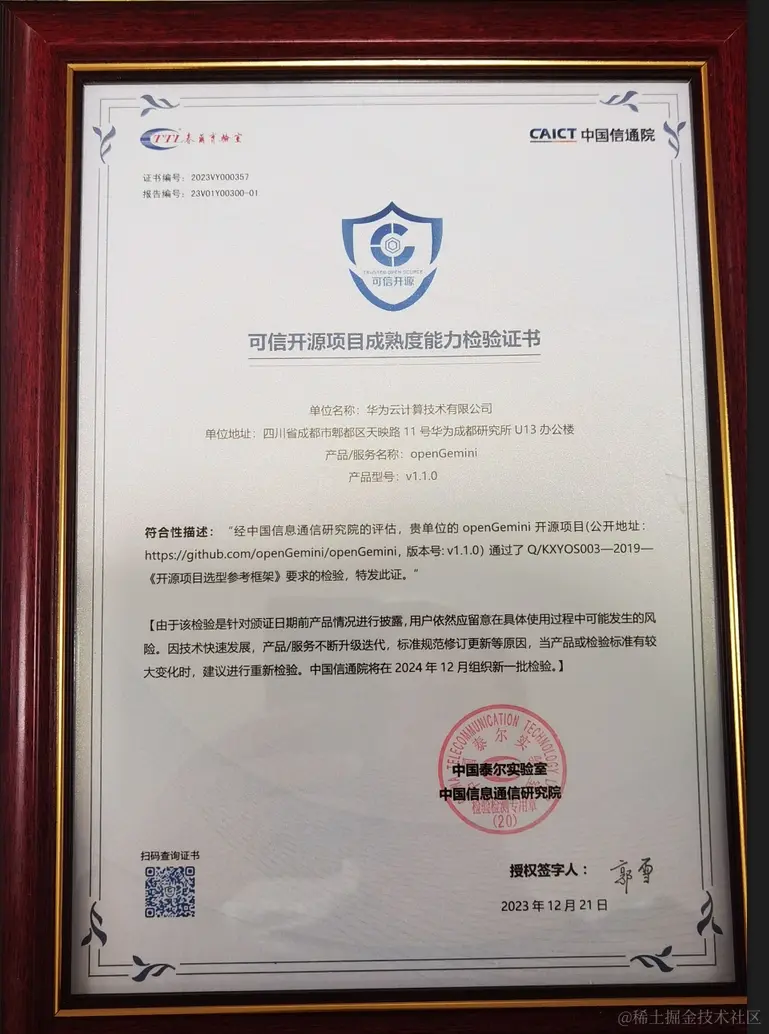 TTL 泰尔实验室
CAICT 中国信通院
证书编号：2023VY000357
报告编号：23V01Y00300-01
TRUSTED OPEN SOURCE
可信开源
可信开源项目成熟度能力检验证书
单位名称：华为云计算技术有限公司
单位地址：四川省成都市郫都区天映路 11 号华为成都研究所 U13 办公楼
产品/服务名称：openGemini
产品型号：v1.1.0
符合性描述：“经中国信息通信研究院的评估，贵单位的 openGemini 开源项目(公开地址：
https://github.com/openGemini/openGemini，版本号: v1.1.0）通过了 Q/KXYOS003—2019—
《开源项目选型参考框架》要求的检验，特发此证。“
【由于该检验是针对颁证日期前产品情况进行披露,用户依然应留意在具体使用过程中可能发生的风
险。因技术快速发展，产品/服务不断升级迭代，标准规范修订更新等原因，当产品或检验标准有较
大变化时，建议进行重新检验。中国信通院将在 2024 年 12 月组织新一批检验。】
TELECOMMUNICATION TECHNOLOGY
泰尔实
中国泰尔实验室
中国信息通信研究院
检验检测专用章
(20)
扫码查询证书
授权签字人：郭雪
2023 年 12 月 21 日
@稀土掘金技术社区